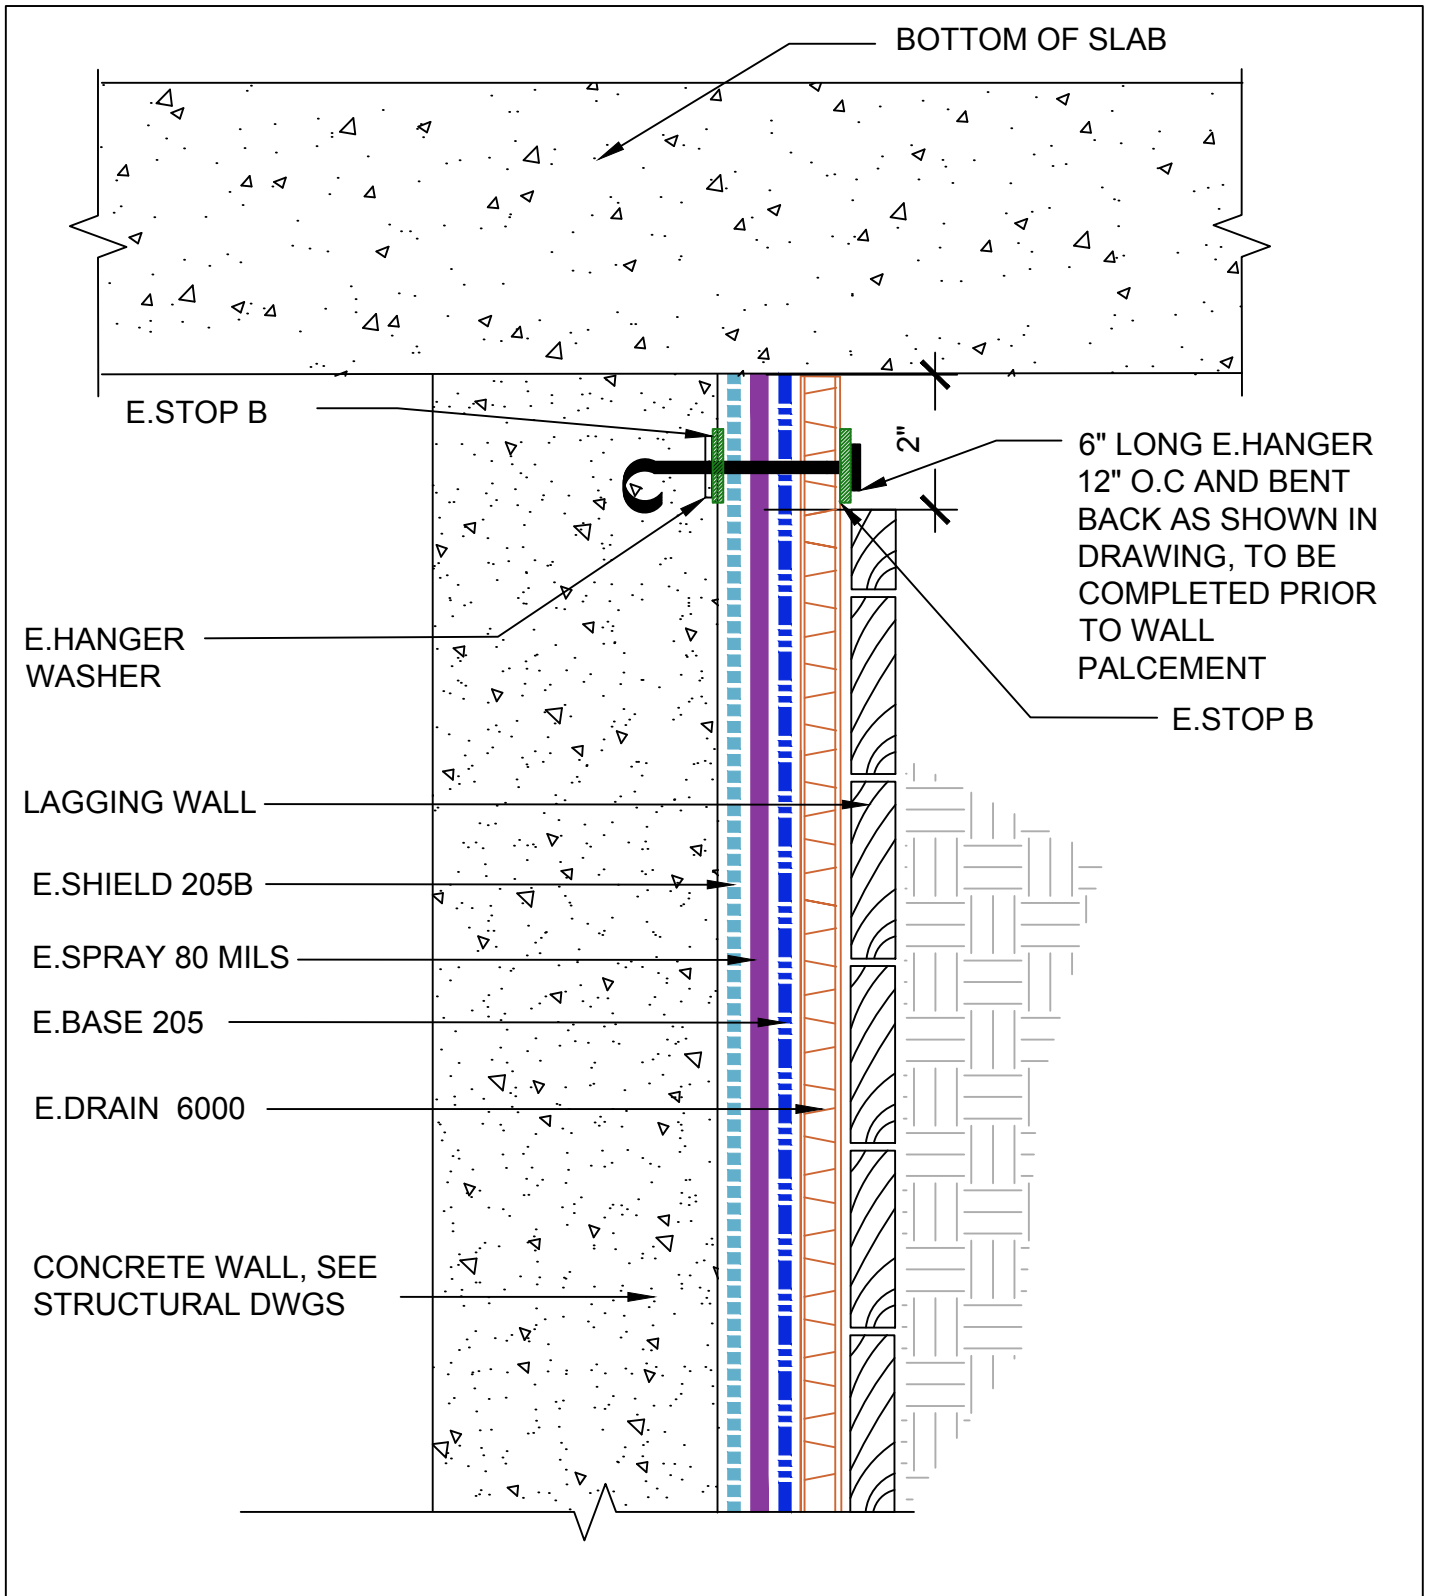 BOTTOM OF SLAB
E.STOP B
2"
6" LONG E.HANGER
12" O.C AND BENT
BACK AS SHOWN IN
DRAWING, TO BE
COMPLETED PRIOR
TO WALL
PALCEMENT
E.HANGER
WASHER
E.STOP B
LAGGING WALL
E.SHIELD 205B
E.SPRAY 80 MILS
E.BASE 205
E.DRAIN 6000
CONCRETE WALL, SEE
STRUCTURAL DWGS